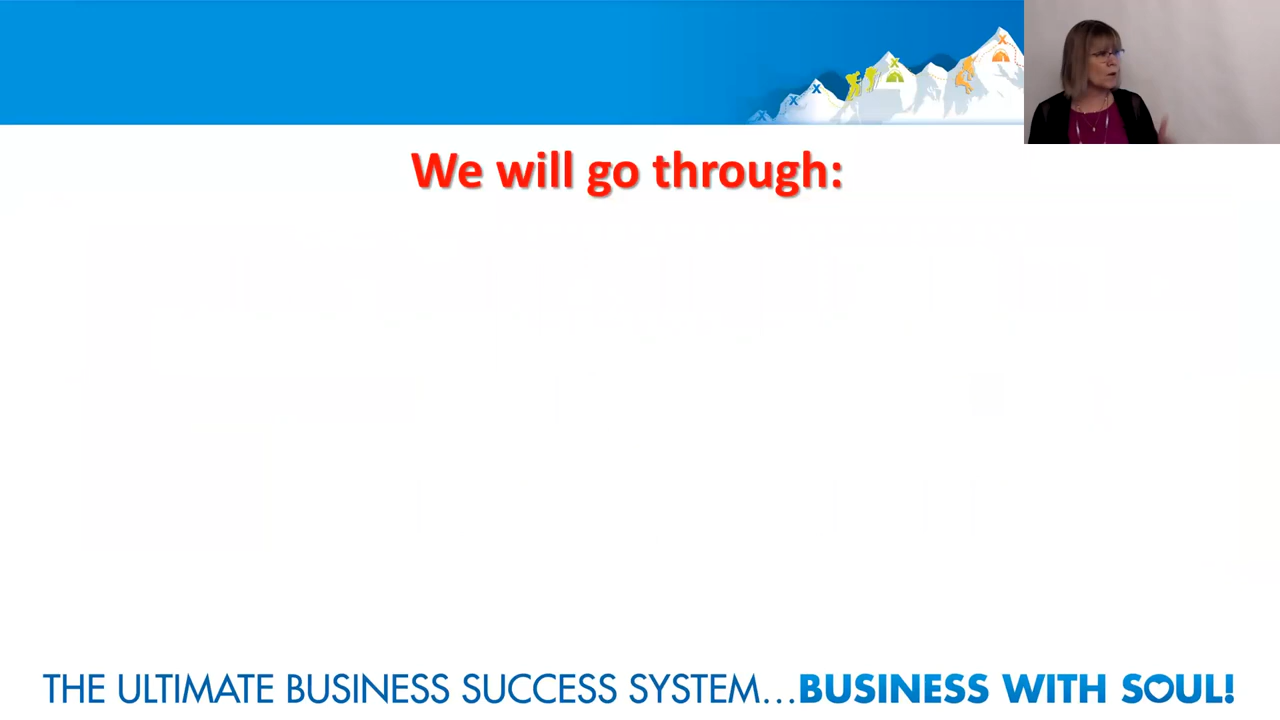 We will go through:
THE ULTIMATE BUSINESS SUCCESS SYSTEM...BUSINESS WITH SOUL!